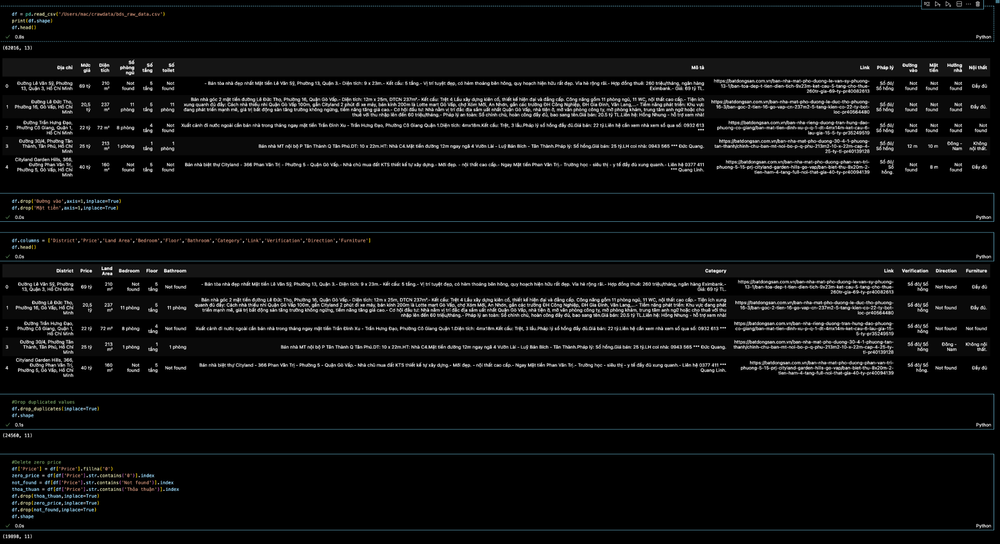 df = pd.read_csv('/Users/mac/crawdata/bds_raw_data.csv')
print(df.shape)
df.head()
0.8s
Python
(62016, 13)
Địa chỉ Mức giá Diện tích Số phòng ngủ Số tầng Số toilet Mô tả Link Pháp lý Đường vào Mặt tiền Hướng nhà Nội thất
0 Đường Lê Văn Sỹ, Phường 13, Quận 3, Hồ Chí Minh 69 tỷ 210 m² Not found 5 tầng Not found - Bán tòa nhà đẹp nhất Mặt tiền Lê Văn Sỹ, Phường 13, Quận 3.- Diện tích: 9 x 23m.- Kết cấu: 5 tầng.- Vị trí tuyệt đẹp, có hẻm thoáng bên hông, quy hoạch hiện hữu rất đẹp. Vỉa hè rộng rãi.- Hợp đồng thuê: 260 triệu/tháng, ngân hàng Eximbank.- Giá: 69 tỷ TL. https://batdongsan.com.vn/ban-nha-mat-pho-duong-le-van-sy-phuong-13-1/ban-toa-dep-t-tien-dien-tich-9x23m-ket-cau-5-tang-cho-thue-260tr-gia-69-ty-pr40082613 Sổ đỏ/ Sổ hồng Not found Not found Not found Đầy đủ
1 Đường Lê Đức Thọ, Phường 16, Gò Vấp, Hồ Chí Minh 20,5 tỷ 237 m² 11 phòng 5 tầng 11 phòng Bán nhà góc 2 mặt tiền đường Lê Đức Thọ, Phường 16, Quận Gò Vấp.- Diện tích: 12m x 25m, DTCN 237m².- Kết cấu: Trệt 4 Lầu xây dựng kiên cố, thiết kế hiện đại và đẳng cấp. Công năng gồm 11 phòng ngủ, 11 WC, nội thất cao cấp.- Tiện ích xung quanh đủ đầy: Cách nhà thiếu nhi Quận Gò Vấp 100m, gần Cityland 2 phút đi xe máy, bán kính 200m là Lotte mart Gò Vấp, chợ Xóm Mới, An Nhơn, gần các trường ĐH Công Nghiệp, ĐH Gia Định, Văn Lang,...- Tiềm năng phát triển: Khu vực đang phát triển mạnh mẽ, giá trị bất động sản tăng trưởng không ngừng, tiềm năng tăng giá cao.- Cơ hội đầu tư: Nhà nằm vị trí đắc địa sầm uất nhất Quận Gò Vấp, nhà tiện ở, mở văn phòng công ty, mở phòng khám, trung tâm anh ngữ hoặc cho thuê với thu nhập lên đến 60 triệu/tháng.- Pháp lý an toàn: Sổ chính chủ, hoàn công đầy đủ, bao sang tên.Giá bán: 20.5 tỷ TL.Liên hệ: Hồng Nhung - hỗ trợ xem nhà! https://batdongsan.com.vn/ban-nha-mat-pho-duong-le-duc-tho-phuong-16-3/ban-goc-2-tien-16-go-vap-cn-237m2-5-tang-kien-co-22-ty-bot-loc-pr40564480 Sổ đỏ/ Sổ hồng Not found Not found Not found Đầy đủ.
2 Đường Trần Hưng Đạo, Phường Cô Giang, Quận 1, Hồ Chí Minh 22 tỷ 72 m² 8 phòng 4 tầng Not found Xuất cảnh đi nước ngoài cần bán nhà trong tháng ngay mặt tiền Trần Đình Xu - Trần Hưng Đạo, Phường Cô Giang Quận 1.Diện tích: 4mx18m.Kết cấu: Trệt, 3 lầu.Pháp lý sổ hồng đầy đủ.Giá bán: 22 tỷ.Liên hệ cần xem nhà xem sổ qua số: 0932 613 *** https://batdongsan.com.vn/ban-nha-rieng-duong-tran-hung-dao-phuong-co-giang/ban-mat-tien-dinh-xu-p-q-1-dt-4mx14m-ket-cau-6-lau-gia-15-5-ty-pr35249519 Sổ đỏ/ Sổ hồng Not found Not found Not found Not found
3 Đường 30/4, Phường Tân Thành, Tân Phú, Hồ Chí Minh 25 tỷ 213 m² 1 phòng 1 tầng 1 phòng Bán nhà MT nội bộ P Tân Thành Q Tân Phú.DT: 10 x 22m.HT: Nhà C4.Mặt tiền đường 12m ngay ngã 4 Vườn Lài - Luỹ Bán Bích - Tân Thành.Pháp lý: Sổ hồng.Giá bán: 25 tỷ.LH coi nhà: 0943 565 *** Đức Quang. https://batdongsan.com.vn/ban-nha-mat-pho-duong-30-4-1-phuong-tan-thanh/chinh-chu-ban-mt-noi-bo-p-q-phu-213m2-10-x-22m-cap-4-25-ty-tl-pr40139128 Sổ đỏ/ Sổ hồng 12 m 10 m Đông - Nam Không nội thất.
4 Cityland Garden Hills, 366, Đường Phan Văn Trị, Phường 5, Gò Vấp, Hồ Chí Minh 40 tỷ 160 m² Not found 5 tầng Not found Bán nhà biệt thự Cityland - 366 Phan Văn Trị - Phường 5 - Quận Gò Vấp.- Nhà chủ mua đất KTS thiết kế tự xây dựng.- Mới đẹp. - nội thất cao cấp.- Ngay Mặt tiền Phan Văn Trị.- Trường học - siêu thị - y tế đầy đủ xung quanh.- Liên hệ 0377 411 *** Quang Linh. https://batdongsan.com.vn/ban-nha-mat-pho-duong-phan-van-tri-phuong-5-15-prj-cityland-garden-hills-go-vap/ban-biet-thu-8x20m-2-tien-ham-4-tang-full-noi-that-gia-40-ty-pr40094139 Sổ đỏ/ Sổ hồng. Not found 8 m Not found Đầy đủ
df.drop('Đường vào',axis=1,inplace=True)
df.drop('Mặt tiền',axis=1,inplace=True)
0.0s
Python
df.columns = ['District','Price','Land Area','Bedroom','Floor','Bathroom','Category','Link','Verification','Direction','Furniture']
df.head()
0.0s
Python
District Price Land Area Bedroom Floor Bathroom Category Link Verification Direction Furniture
0 Đường Lê Văn Sỹ, Phường 13, Quận 3, Hồ Chí Minh 69 tỷ 210 m² Not found 5 tầng Not found - Bán tòa nhà đẹp nhất Mặt tiền Lê Văn Sỹ, Phường 13, Quận 3.- Diện tích: 9 x 23m.- Kết cấu: 5 tầng.- Vị trí tuyệt đẹp, có hẻm thoáng bên hông, quy hoạch hiện hữu rất đẹp. Vỉa hè rộng rãi.- Hợp đồng thuê: 260 triệu/tháng, ngân hàng Eximbank.- Giá: 69 tỷ TL. https://batdongsan.com.vn/ban-nha-mat-pho-duong-le-van-sy-phuong-13-1/ban-toa-dep-t-tien-dien-tich-9x23m-ket-cau-5-tang-cho-thue-260tr-gia-69-ty-pr40082613 Sổ đỏ/ Sổ hồng Not found Đầy đủ
1 Đường Lê Đức Thọ, Phường 16, Gò Vấp, Hồ Chí Minh 20,5 tỷ 237 m² 11 phòng 5 tầng 11 phòng Bán nhà góc 2 mặt tiền đường Lê Đức Thọ, Phường 16, Quận Gò Vấp.- Diện tích: 12m x 25m, DTCN 237m².- Kết cấu: Trệt 4 Lầu xây dựng kiên cố, thiết kế hiện đại và đẳng cấp. Công năng gồm 11 phòng ngủ, 11 WC, nội thất cao cấp.- Tiện ích xung quanh đủ đầy: Cách nhà thiếu nhi Quận Gò Vấp 100m, gần Cityland 2 phút đi xe máy, bán kính 200m là Lotte mart Gò Vấp, chợ Xóm Mới, An Nhơn, gần các trường ĐH Công Nghiệp, ĐH Gia Định, Văn Lang,...- Tiềm năng phát triển: Khu vực đang phát triển mạnh mẽ, giá trị bất động sản tăng trưởng không ngừng, tiềm năng tăng giá cao.- Cơ hội đầu tư: Nhà nằm vị trí đắc địa sầm uất nhất Quận Gò Vấp, nhà tiện ở, mở văn phòng công ty, mở phòng khám, trung tâm anh ngữ hoặc cho thuê với thu nhập lên đến 60 triệu/tháng.- Pháp lý an toàn: Sổ chính chủ, hoàn công đầy đủ, bao sang tên.Giá bán: 20.5 tỷ TL.Liên hệ: Hồng Nhung - hỗ trợ xem nhà! https://batdongsan.com.vn/ban-nha-mat-pho-duong-le-duc-tho-phuong-16-3/ban-goc-2-tien-16-go-vap-cn-237m2-5-tang-kien-co-22-ty-bot-loc-pr40564480 Sổ đỏ/ Sổ hồng Not found Đầy đủ.
2 Đường Trần Hưng Đạo, Phường Cô Giang, Quận 1, Hồ Chí Minh 22 tỷ 72 m² 8 phòng 4 tầng Not found Xuất cảnh đi nước ngoài cần bán nhà trong tháng ngay mặt tiền Trần Đình Xu - Trần Hưng Đạo, Phường Cô Giang Quận 1.Diện tích: 4mx18m.Kết cấu: Trệt, 3 lầu.Pháp lý sổ hồng đầy đủ.Giá bán: 22 tỷ.Liên hệ cần xem nhà xem sổ qua số: 0932 613 *** https://batdongsan.com.vn/ban-nha-rieng-duong-tran-hung-dao-phuong-co-giang/ban-mat-tien-dinh-xu-p-q-1-dt-4mx14m-ket-cau-6-lau-gia-15-5-ty-pr35249519 Sổ đỏ/ Sổ hồng Not found Not found
3 Đường 30/4, Phường Tân Thành, Tân Phú, Hồ Chí Minh 25 tỷ 213 m² 1 phòng 1 tầng 1 phòng Bán nhà MT nội bộ P Tân Thành Q Tân Phú.DT: 10 x 22m.HT: Nhà C4.Mặt tiền đường 12m ngay ngã 4 Vườn Lài - Luỹ Bán Bích - Tân Thành.Pháp lý: Sổ hồng.Giá bán: 25 tỷ.LH coi nhà: 0943 565 *** Đức Quang. https://batdongsan.com.vn/ban-nha-mat-pho-duong-30-4-1-phuong-tan-thanh/chinh-chu-ban-mt-noi-bo-p-q-phu-213m2-10-x-22m-cap-4-25-ty-tl-pr40139128 Sổ đỏ/ Sổ hồng Đông - Nam Không nội thất.
4 Cityland Garden Hills, 366, Đường Phan Văn Trị, Phường 5, Gò Vấp, Hồ Chí Minh 40 tỷ 160 m² Not found 5 tầng Not found Bán nhà biệt thự Cityland - 366 Phan Văn Trị - Phường 5 - Quận Gò Vấp.- Nhà chủ mua đất KTS thiết kế tự xây dựng.- Mới đẹp. - nội thất cao cấp.- Ngay Mặt tiền Phan Văn Trị.- Trường học - siêu thị - y tế đầy đủ xung quanh.- Liên hệ 0377 411 *** Quang Linh. https://batdongsan.com.vn/ban-nha-mat-pho-duong-phan-van-tri-phuong-5-15-prj-cityland-garden-hills-go-vap/ban-biet-thu-8x20m-2-tien-ham-4-tang-full-noi-that-gia-40-ty-pr40094139 Sổ đỏ/ Sổ hồng. Not found Đầy đủ
#Drop duplicated values
df.drop_duplicates(inplace=True)
df.shape
0.1s
Python
(24560, 11)
#Delete zero price
df['Price'] = df['Price'].fillna('0')
zero_price = df[df['Price'].str.contains('0')].index
not_found = df[df['Price'].str.contains('Not found')].index
thoa_thuan = df[df['Price'].str.contains('Thỏa thuận')].index
df.drop(thoa_thuan,inplace=True)
df.drop(zero_price,inplace=True)
df.drop(not_found,inplace=True)
df.shape
0.0s
Python
(19898, 11)